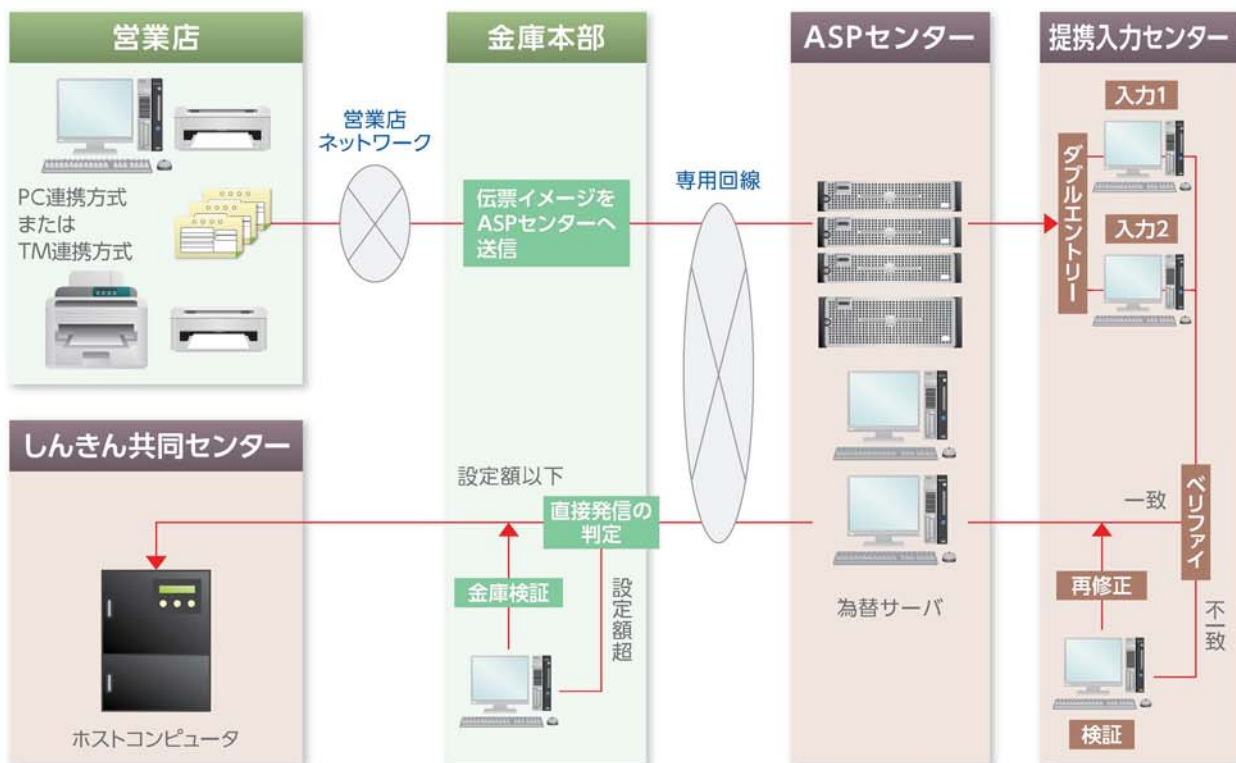 営業店
PC連携方式
または
TM連携方式
営業店
ネットワーク
金庫本部
伝票イメージを
ASPセンターへ
送信
専用回線
ASPセンター
為替サーバ
提携入力センター
入力1
ダブルエントリー
入力2
ベリファイ
一致
不一致
再修正
検証
設定額以下
直接発信の
判定
設定額超
金庫検証
しんきん共同センター
ホストコンピュータ